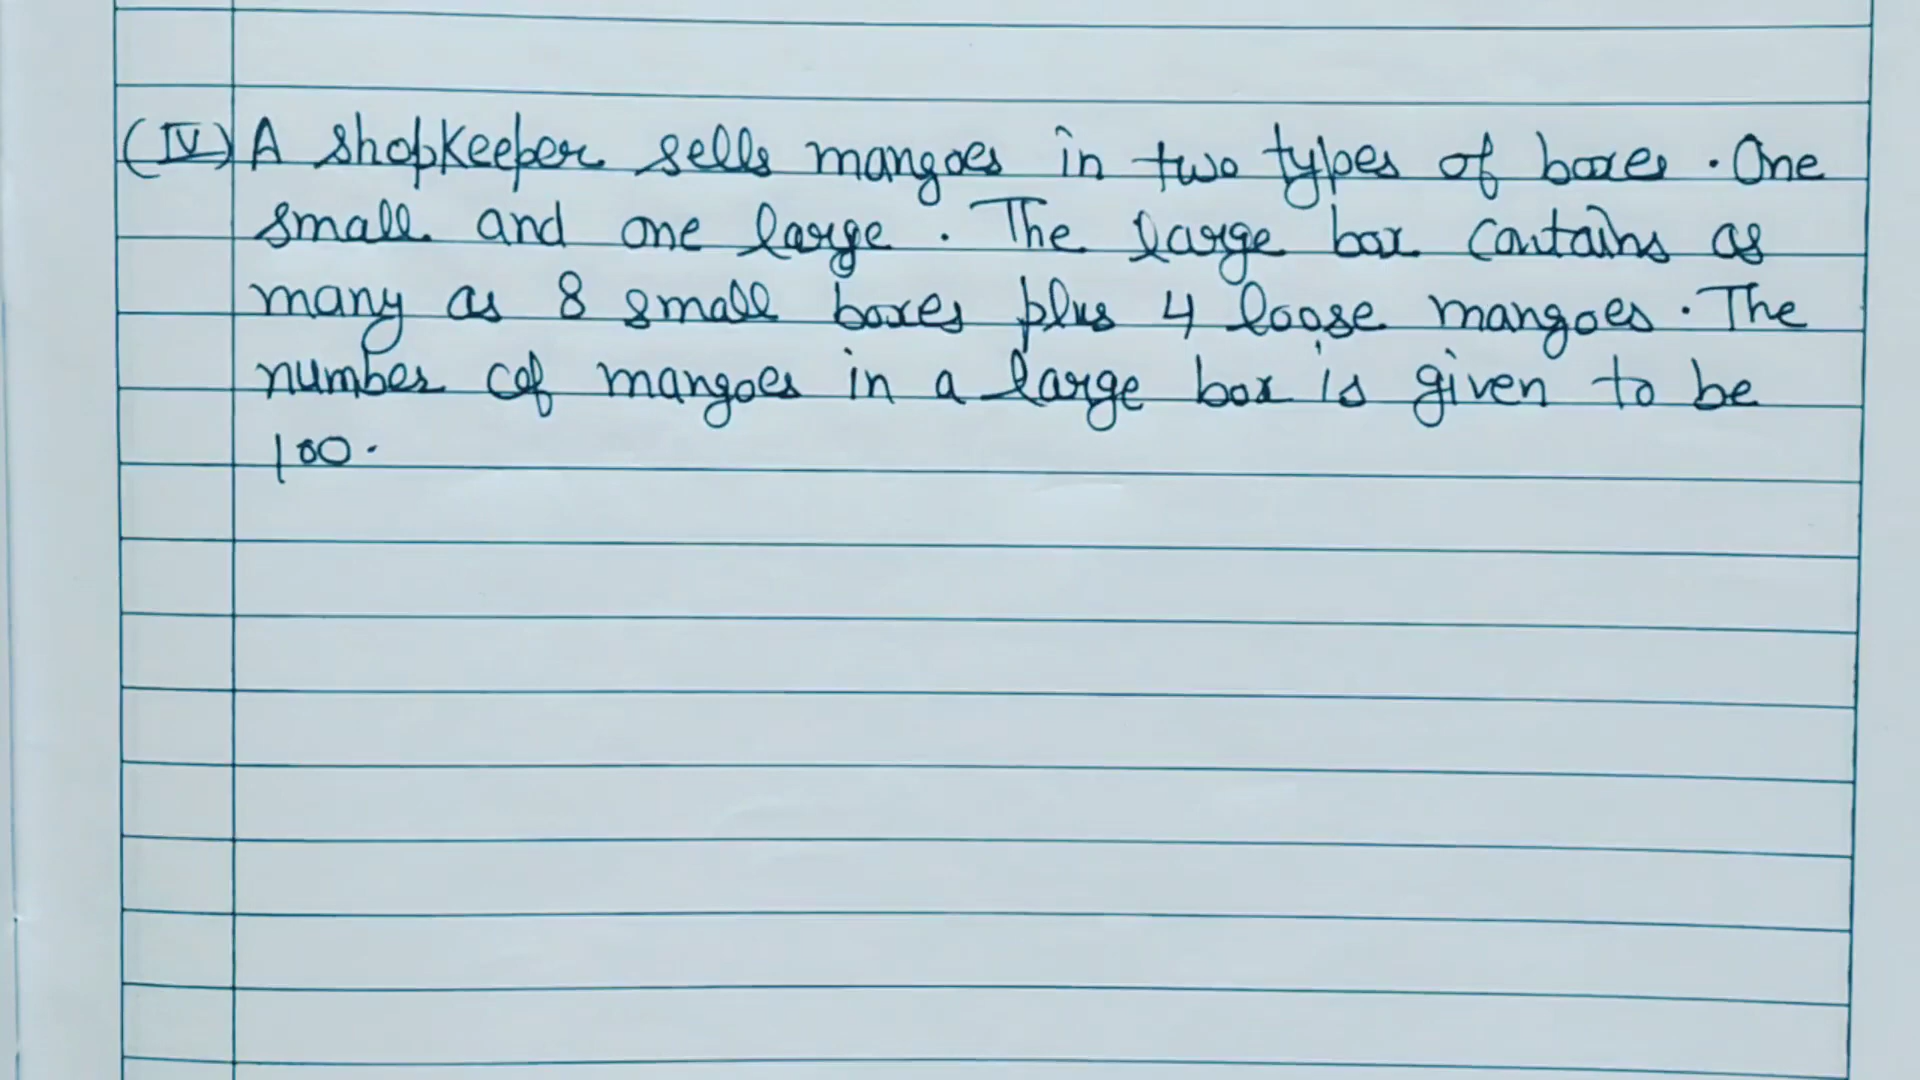 (IV) A shopkeeper sells mangoes in two types of boxes. One
small and one large. The large box contains as
many as 8 small boxes plus 4 loose mangoes. The
number of mangoes in a large box is given to be
100.